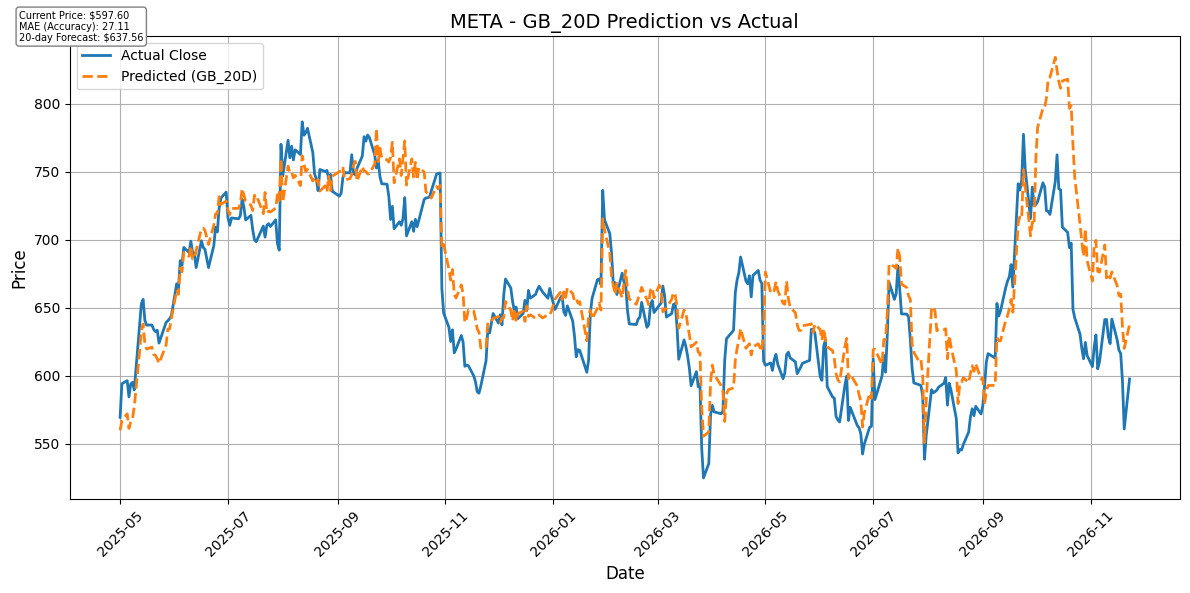 META - GB_20D Prediction vs Actual
Current Price: $597.60
MAE (Accuracy): 27.11
20-day Forecast: $637.56
Actual Close
Predicted (GB_20D)
Price
800
750
700
650
600
550
2025-05
2025-07
2025-09
2025-11
2026-01
2026-03
2026-05
2026-07
2026-09
2026-11
Date